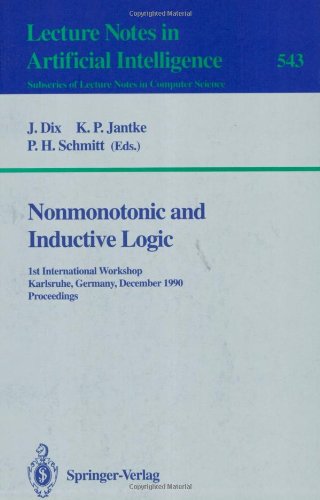 Lecture Notes in
Artificial Intelligence
543
Subseries of Lecture Notes in Computer Science
J. Dix K. P. Jantke
P. H. Schmitt (Eds.)
Nonmonotonic and
Inductive Logic
1st International Workshop
Karlsruhe, Germany, December 1990
Proceedings
Springer-Verlag